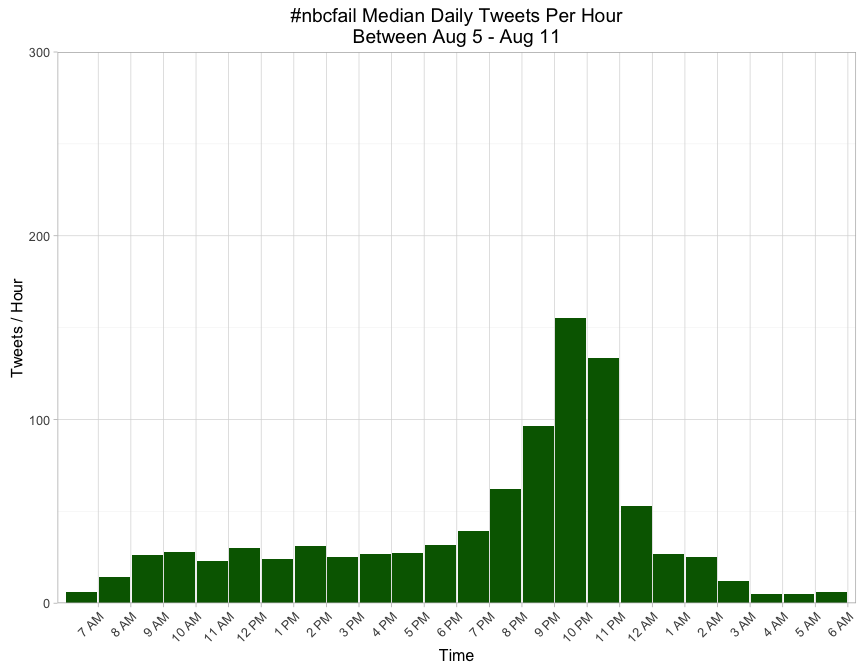 #nbcfail Median Daily Tweets Per Hour
Between Aug 5 - Aug 11
Tweets / Hour
300
200
100
0
7 AM 8 AM 9 AM 10 AM 11 AM 12 PM 1 PM 2 PM 3 PM 4 PM 5 PM 6 PM 7 PM 8 PM 9 PM 10 PM 11 PM 12 AM 1 AM 2 AM 3 AM 4 AM 5 AM 6 AM
Time